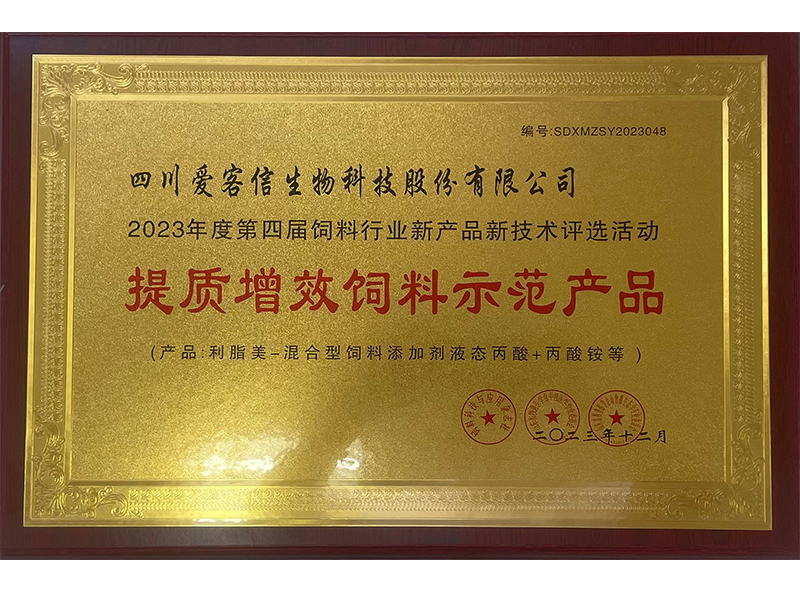 编号:SDXMZSY2023048
四川爱客信生物科技股份有限公司
2023年度第四届饲料行业新产品新技术评选活动
提质增效饲料示范产品
(产品:利脂美-混合型饲料添加剂液态丙酸+丙酸铵等 )
二〇二三年十二月